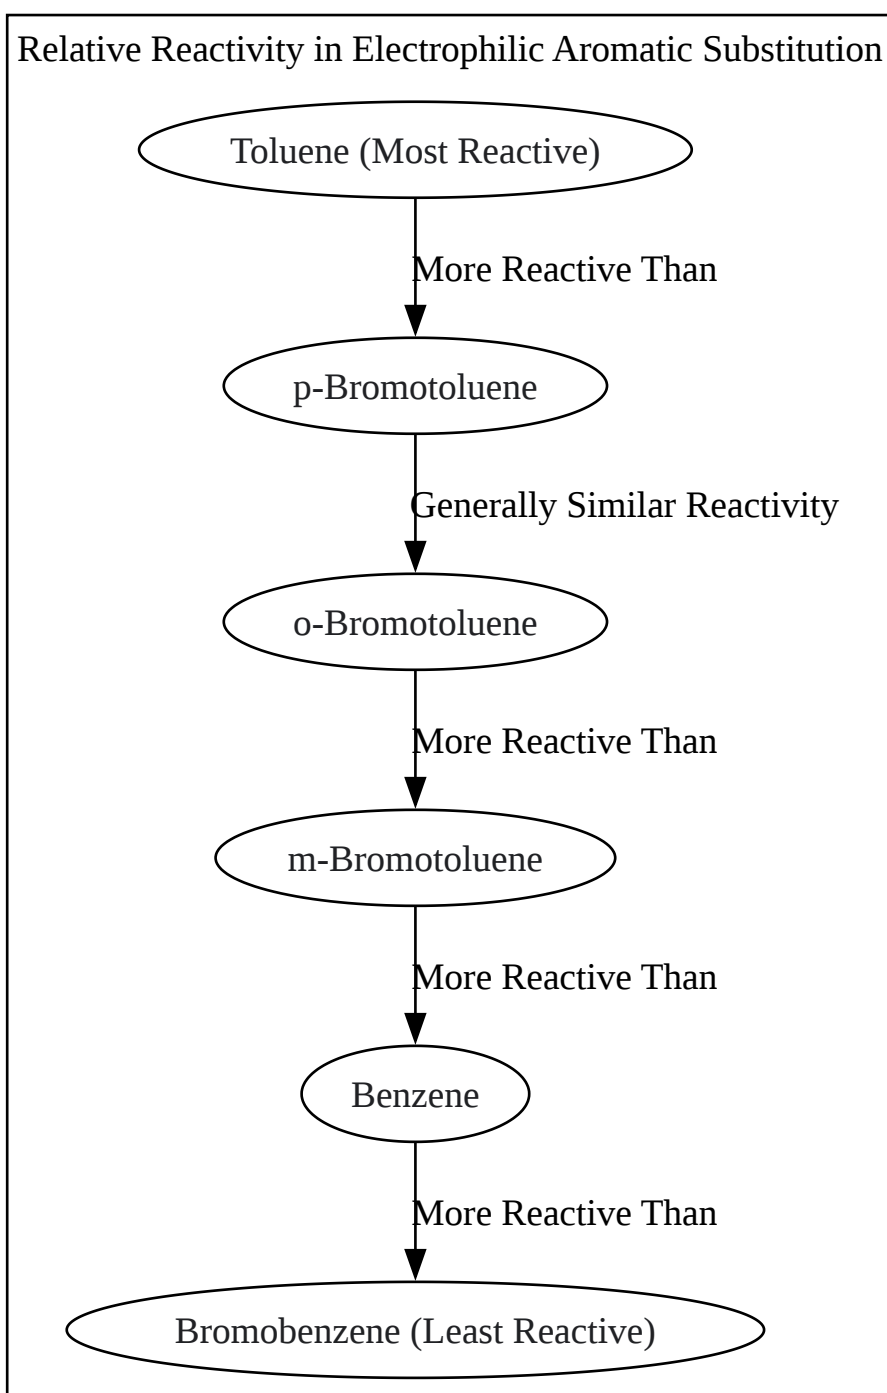 Relative Reactivity in Electrophilic Aromatic Substitution
Toluene (Most Reactive)
More Reactive Than
p-Bromotoluene
Generally Similar Reactivity
o-Bromotoluene
More Reactive Than
m-Bromotoluene
More Reactive Than
Benzene
More Reactive Than
Bromobenzene (Least Reactive)